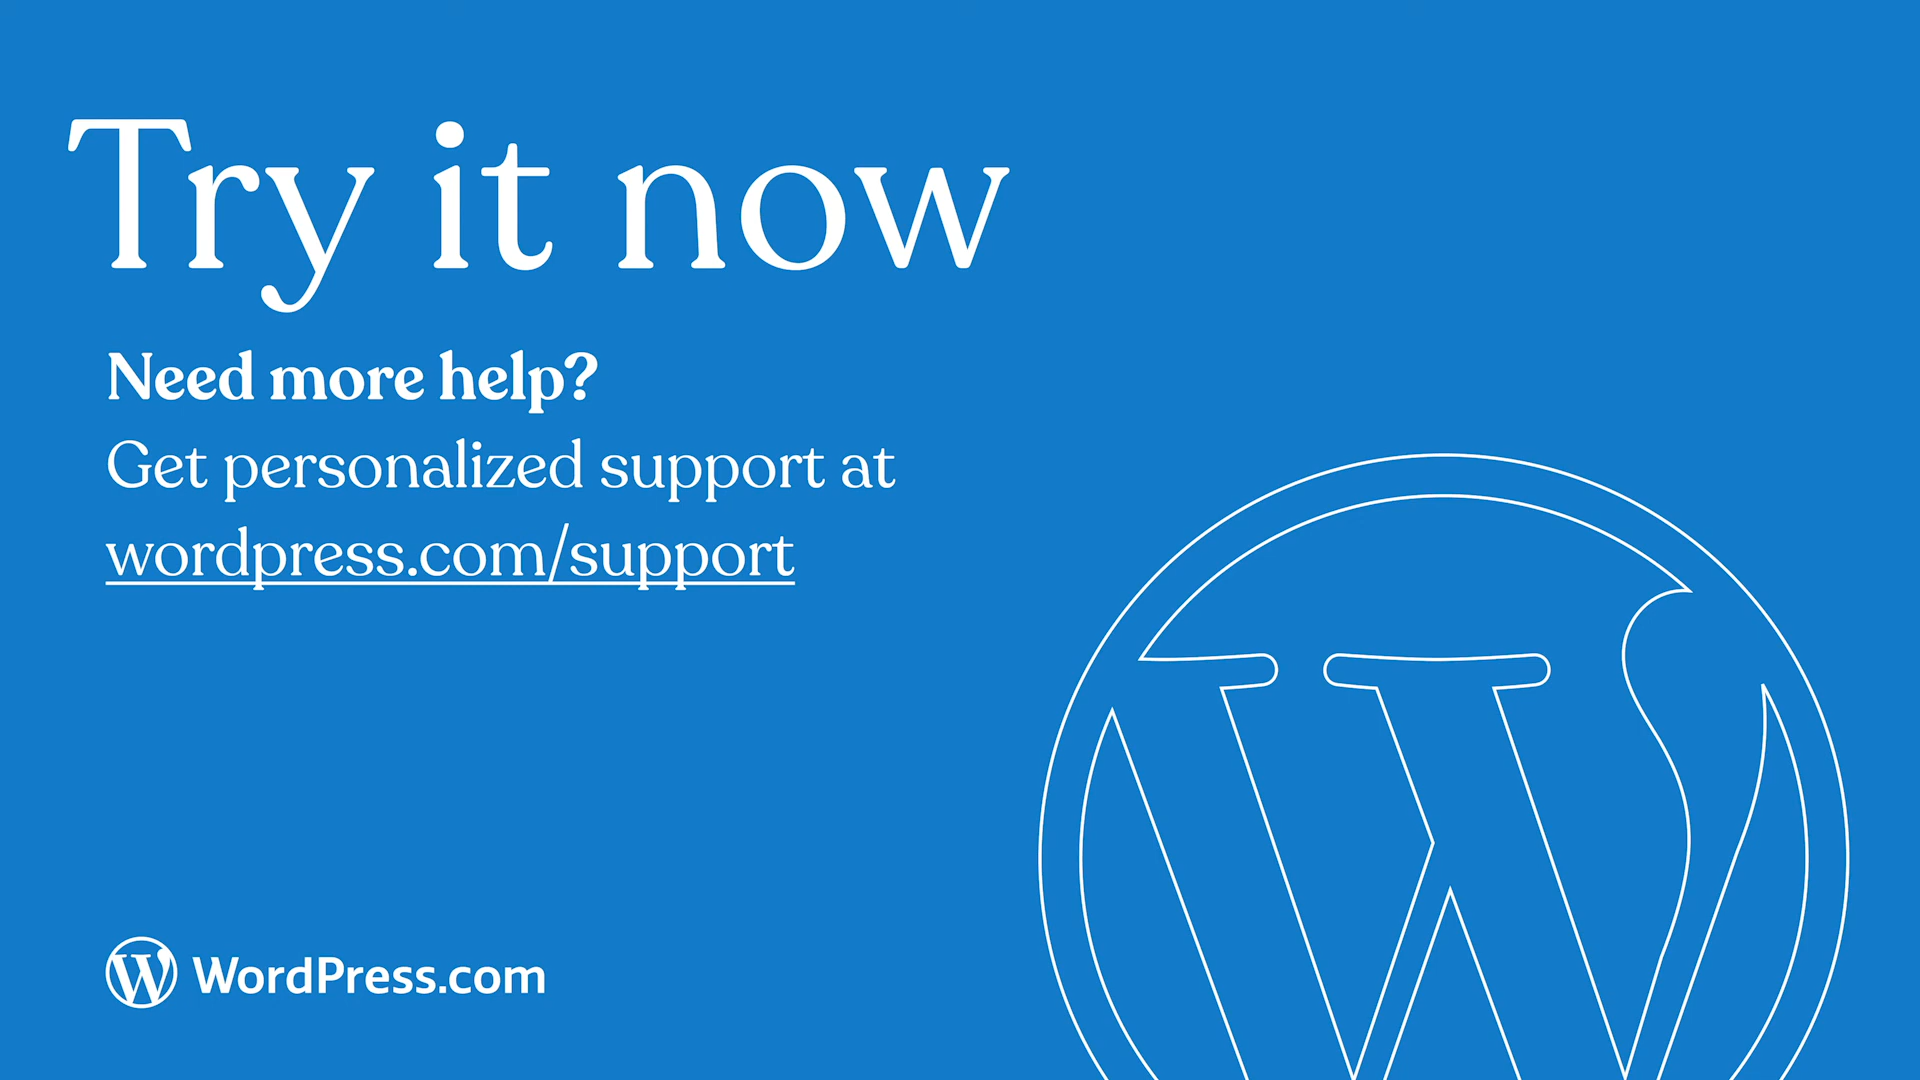 Try it now
Need more help?
Get personalized support at
wordpress.com/support
WordPress.com